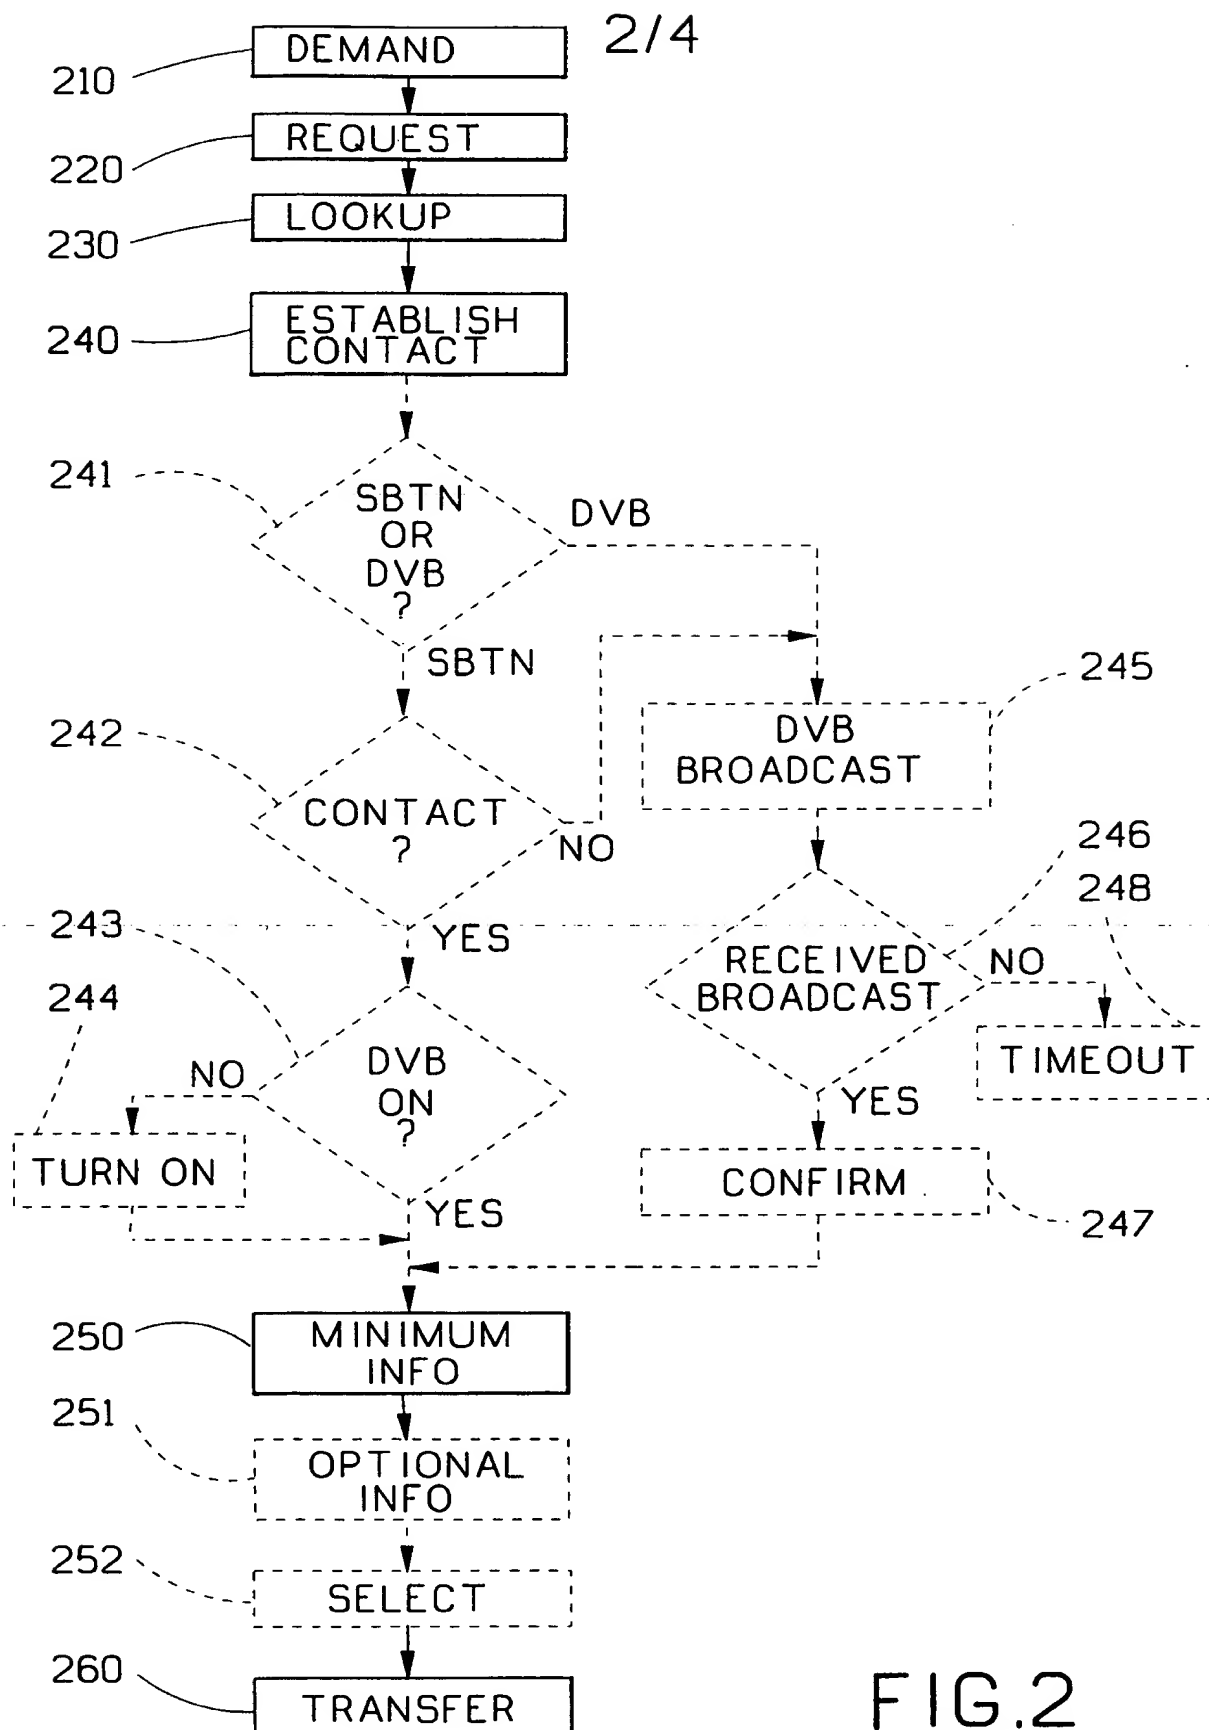 2/4
DEMAND
210
REQUEST
220
LOOKUP
230
ESTABLISH
CONTACT
240
241
SBTN
OR
DVB
?
DVB
SBTN
242
CONTACT
?
NO
DVB
BROADCAST
245
246
248
243
YES
RECEIVED
BROADCAST
NO
244
TIMEOUT
NO
DVB
ON
?
YES
TURN ON
CONFIRM
YES
247
250
MINIMUM
INFO
251
OPTIONAL
INFO
252
SELECT
260
TRANSFER
FIG.2